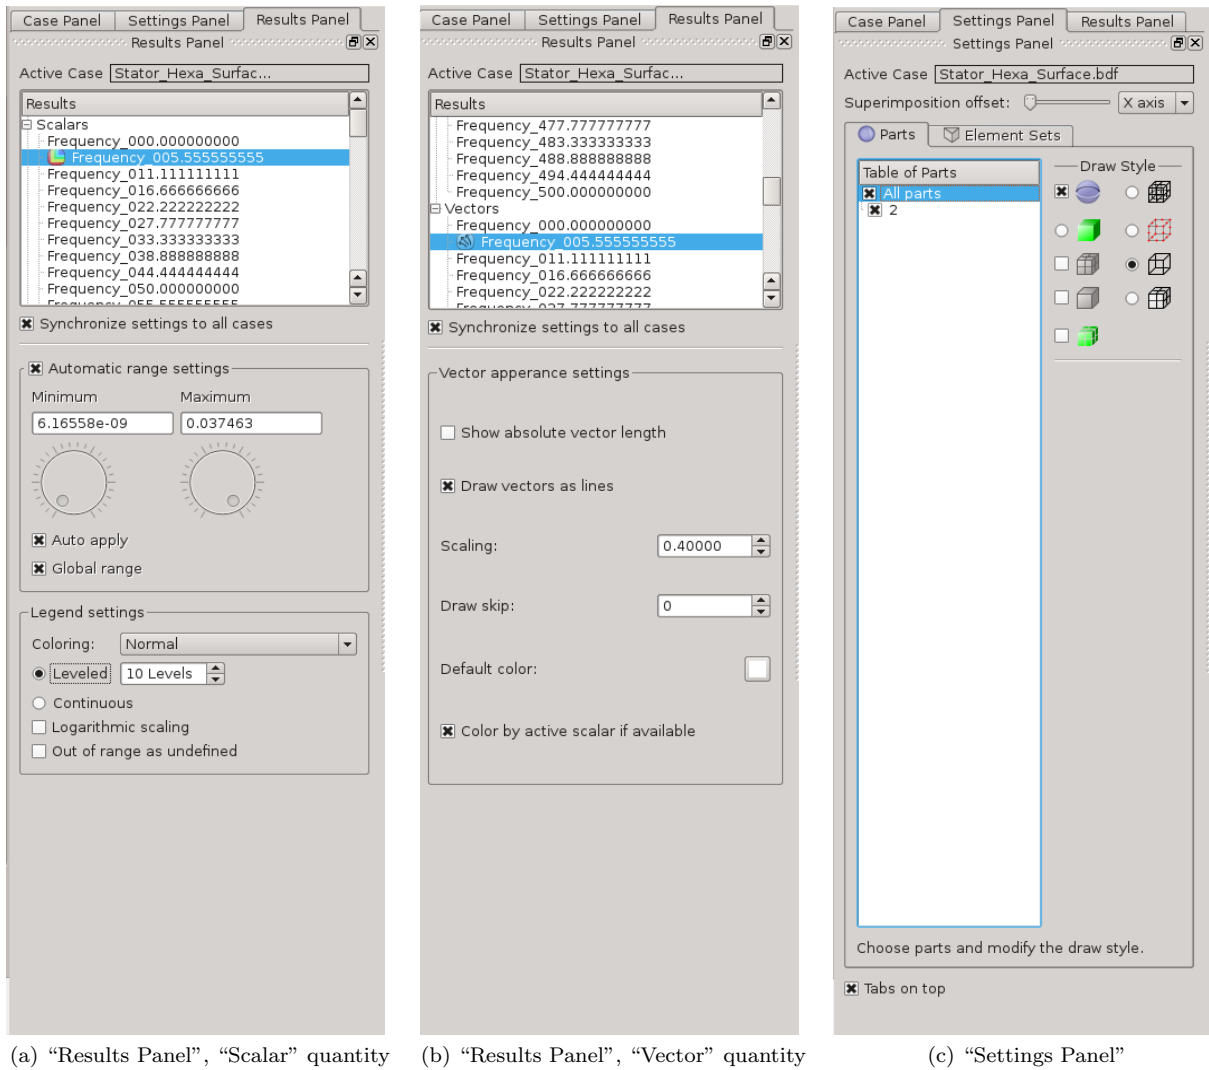 Case Panel
Settings Panel
Results Panel
Results Panel
Active Case
Stator_Hexa_Surfac...
Results
Scalars
Frequency_000.000000000
Frequency_005.555555555
Frequency_011.111111111
Frequency_016.666666666
Frequency_022.222222222
Frequency_027.777777777
Frequency_033.333333333
Frequency_038.888888888
Frequency_044.444444444
Frequency_050.000000000
Frequency_055.555555555
Synchronize settings to all cases
Automatic range settings
Minimum
Maximum
6.16558e-09
0.037463
Auto apply
Global range
Legend settings
Coloring:
Normal
Leveled
10 Levels
Continuous
Logarithmic scaling
Out of range as undefined
(a) “Results Panel”, “Scalar” quantity
Case Panel
Settings Panel
Results Panel
Results Panel
Active Case
Stator_Hexa_Surfac...
Results
Frequency_477.777777777
Frequency_483.333333333
Frequency_488.888888888
Frequency_494.444444444
Frequency_500.000000000
Vectors
Frequency_000.000000000
Frequency_005.555555555
Frequency_011.111111111
Frequency_016.666666666
Frequency_022.222222222
Frequency_027.777777777
Synchronize settings to all cases
Vector apperance settings
Show absolute vector length
Draw vectors as lines
Scaling:
0.40000
Draw skip:
0
Default color:
Color by active scalar if available
(b) “Results Panel”, “Vector” quantity
Case Panel
Settings Panel
Results Panel
Settings Panel
Active Case
Stator_Hexa_Surface.bdf
Superimposition offset:
X axis
Parts
Element Sets
Table of Parts
All parts
2
Draw Style
Choose parts and modify the draw style.
Tabs on top
(c) “Settings Panel”